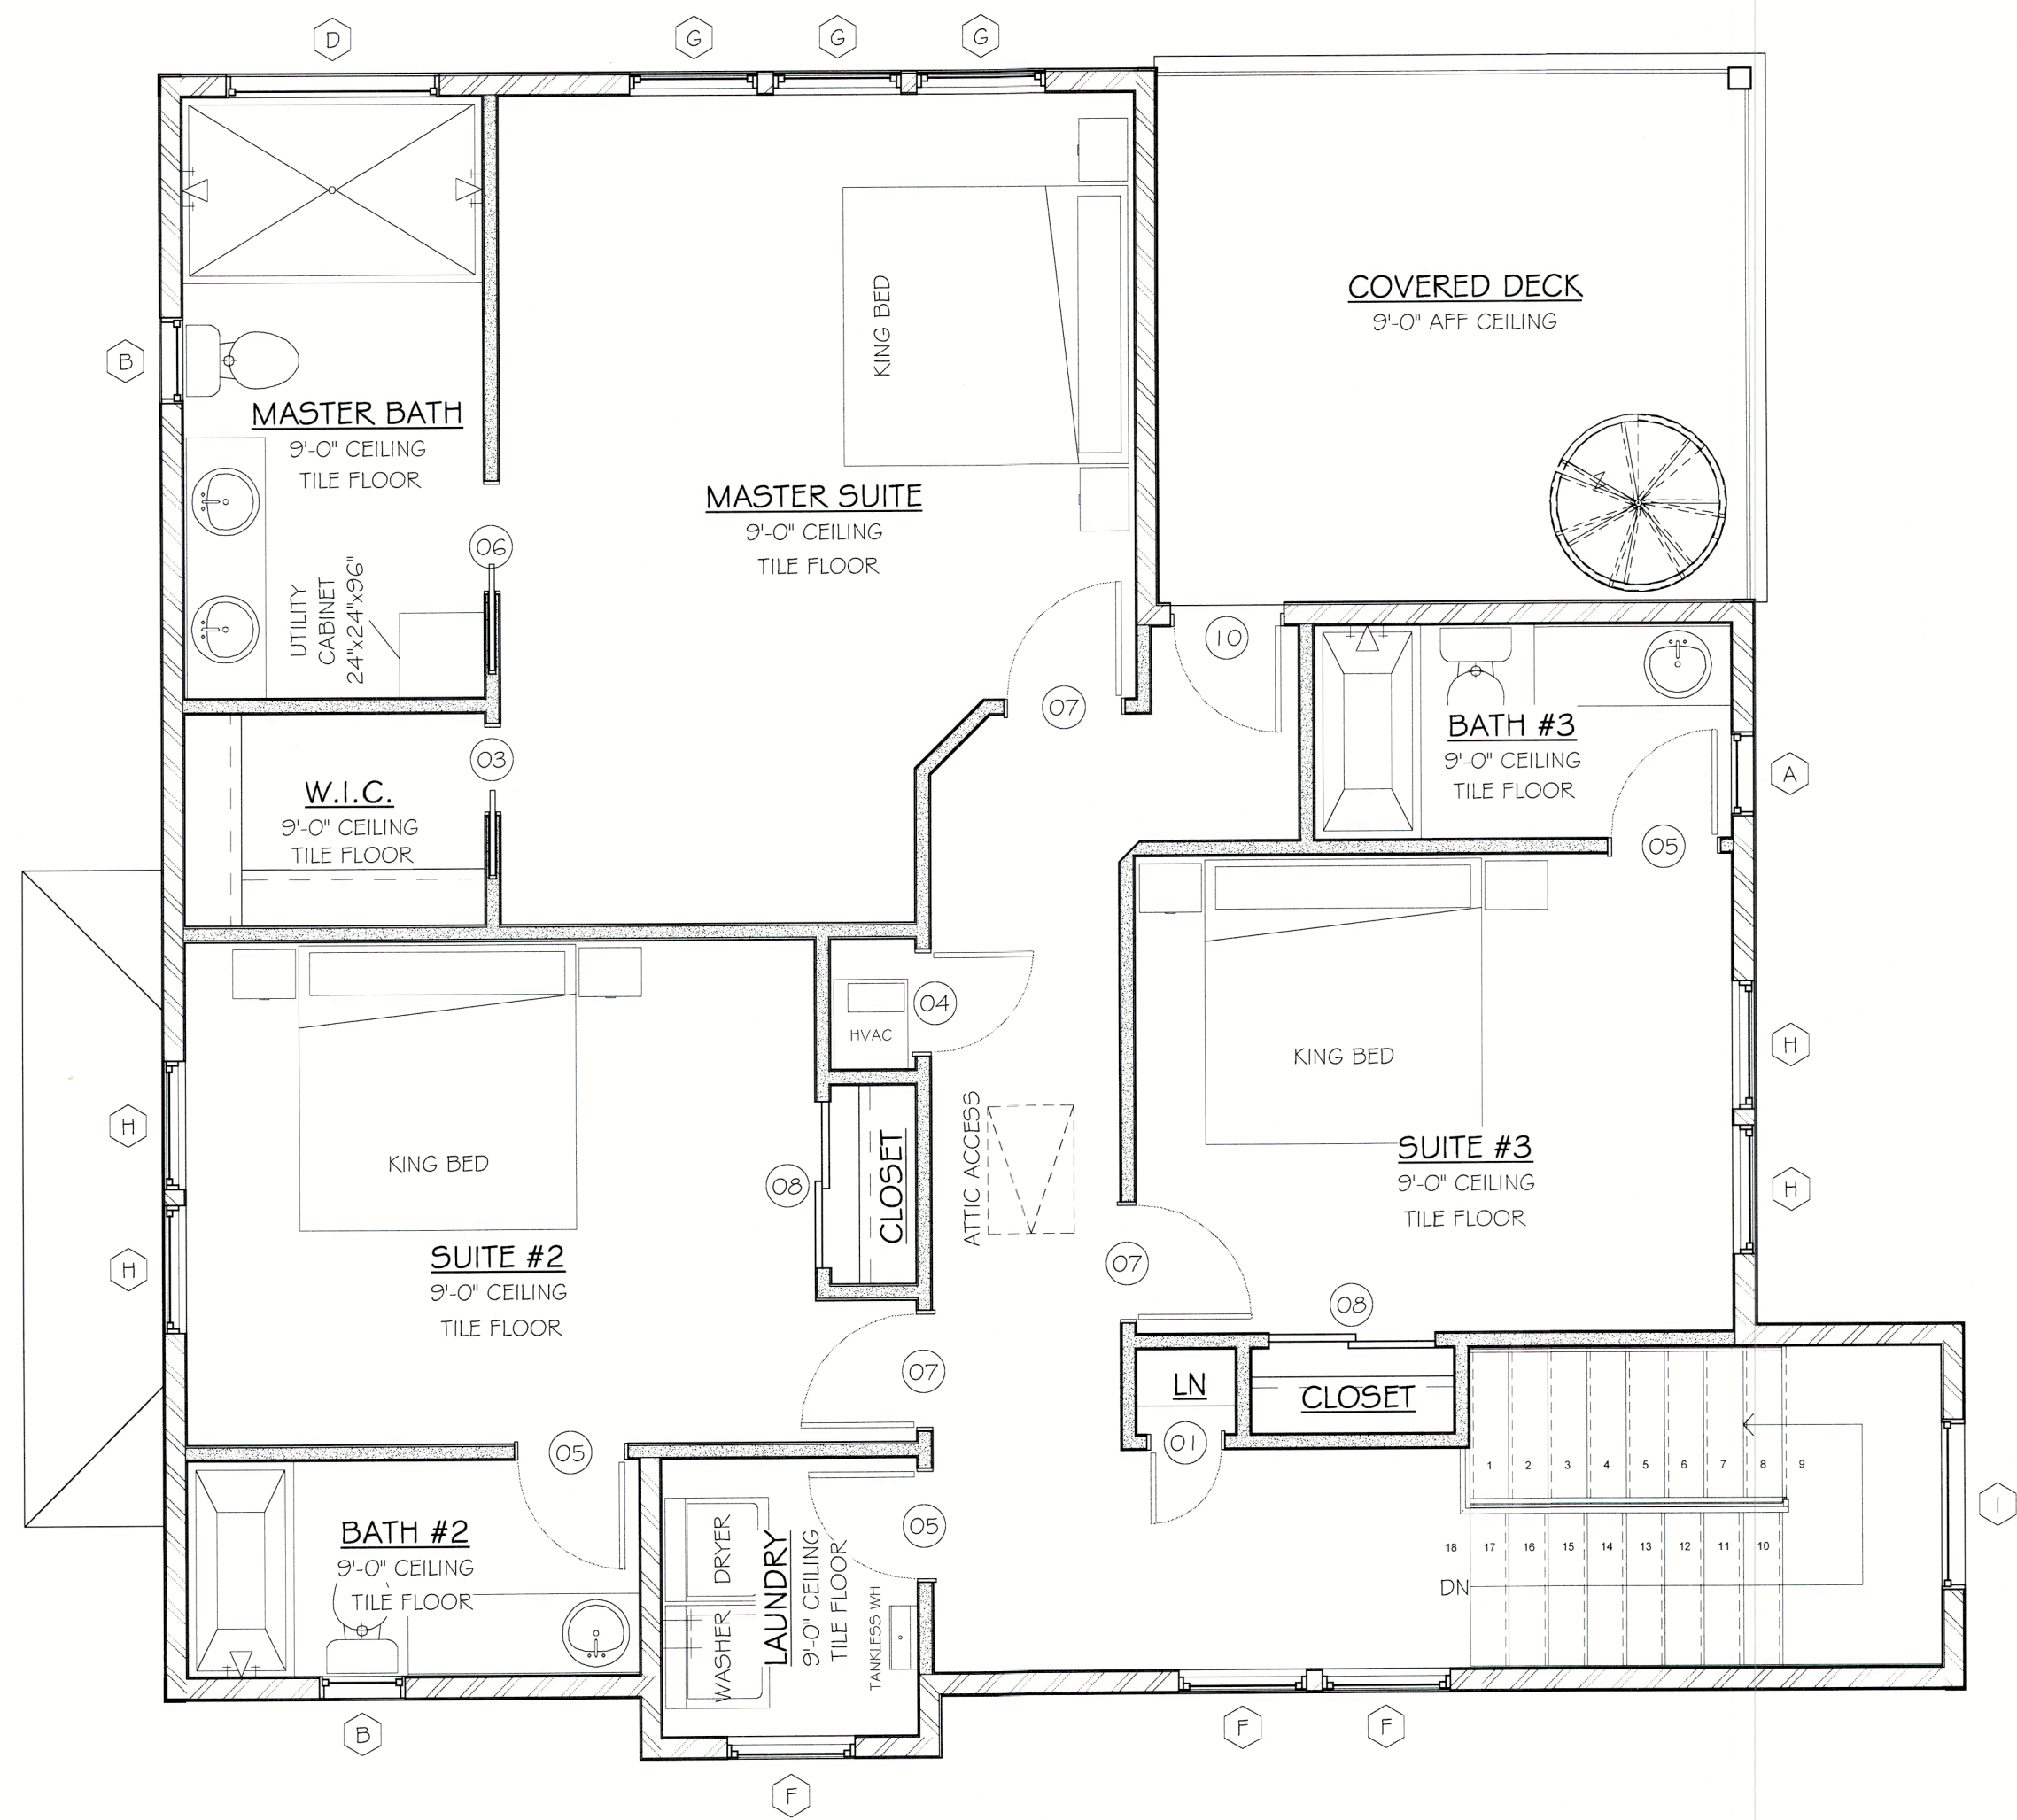 D
G
G
G
B
MASTER BATH
9'-0" CEILING
TILE FLOOR
UTILITY
CABINET
24"x24"x96"
06
KING BED
MASTER SUITE
9'-0" CEILING
TILE FLOOR
COVERED DECK
9'-0" AFF CEILING
07
10
BATH #3
9'-0" CEILING
TILE FLOOR
A
05
03
W.I.C.
9'-0" CEILING
TILE FLOOR
04
HVAC
H
H
KING BED
SUITE #2
9'-0" CEILING
TILE FLOOR
08
CLOSET
ATTIC ACCESS
KING BED
SUITE #3
9'-0" CEILING
TILE FLOOR
H
H
07
08
07
LN
CLOSET
01
05
BATH #2
9'-0" CEILING
TILE FLOOR
B
DRYER
WASHER
LAUNDRY
9'-0" CEILING
TILE FLOOR
TANKLESS WH
05
F
1 2 3 4 5 6 7 8 9
18 17 16 15 14 13 12 11 10
DN
I
F
F